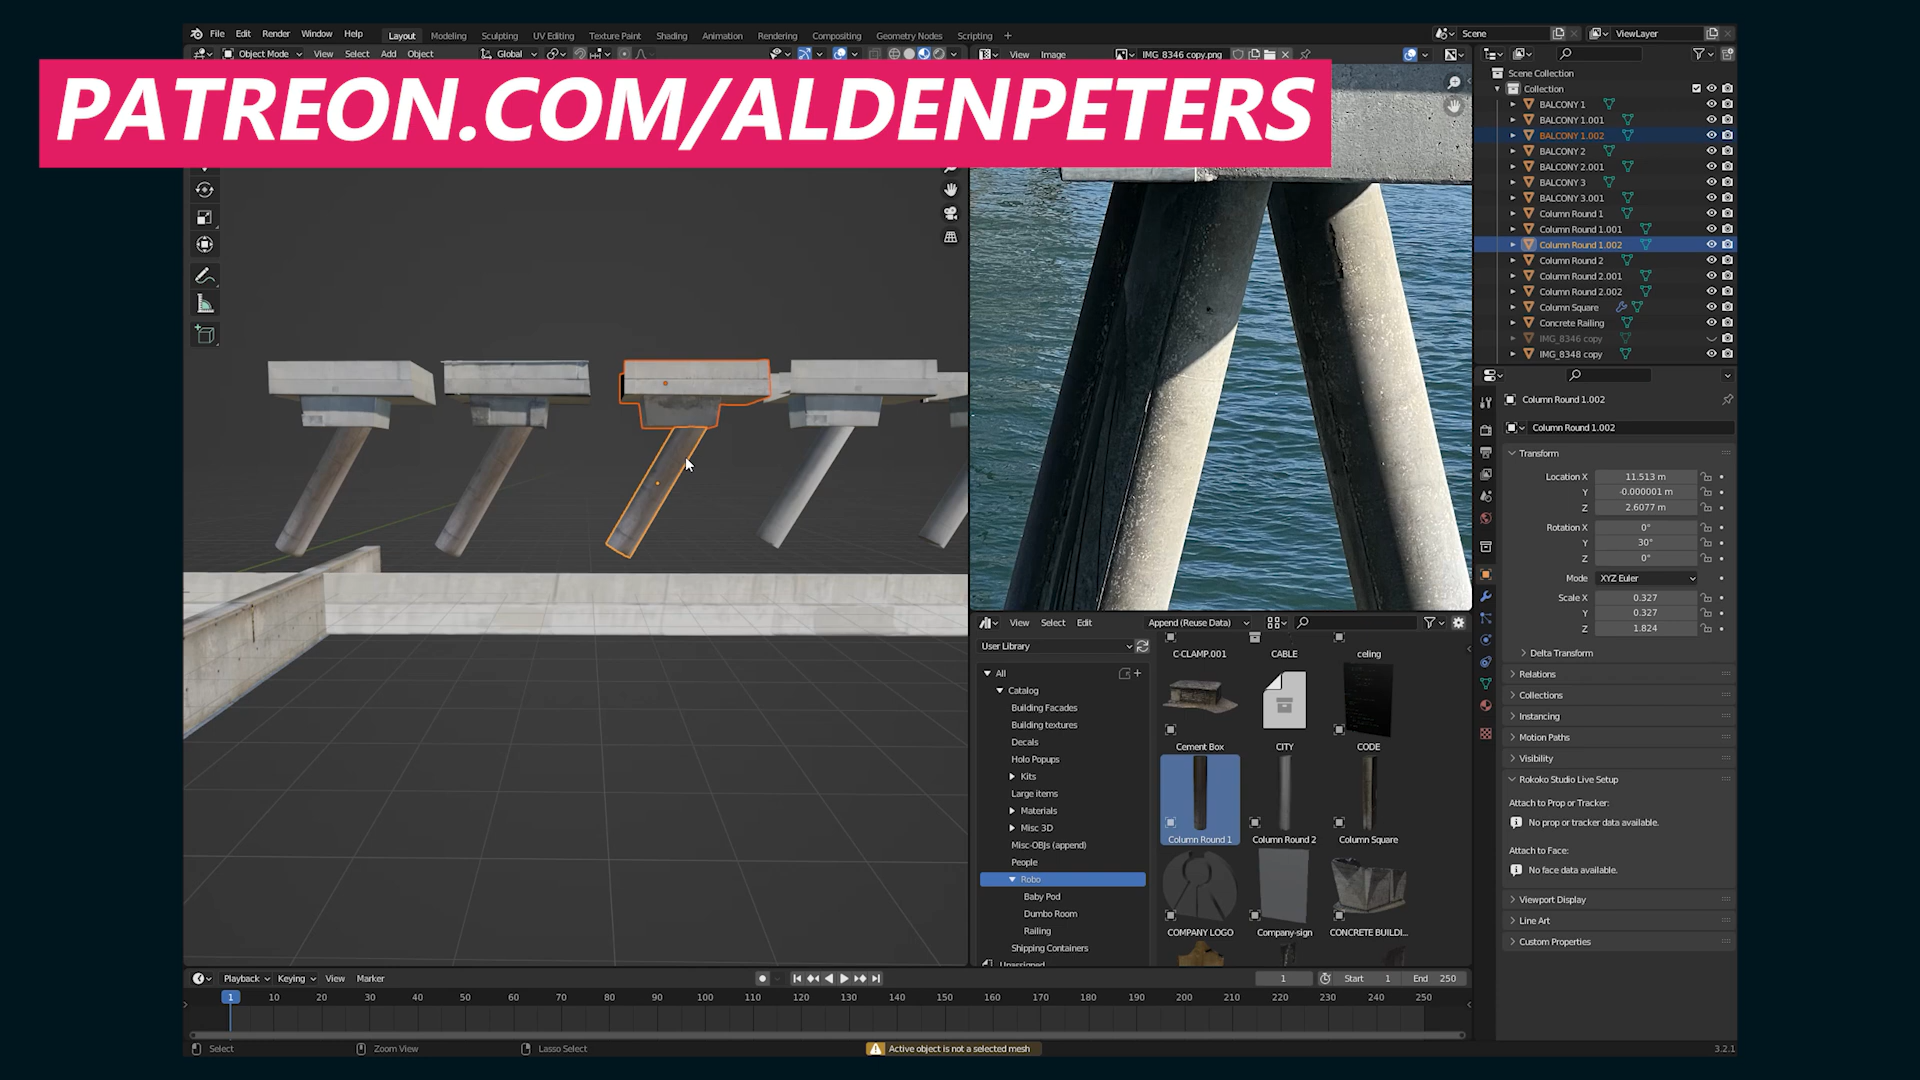 File Edit Render Window Help Layout Modeling Sculpting UV Editing Texture Paint Shading Animation Rendering Compositing Geometry Nodes Scripting + Scene ViewLayer
Object Mode View Select Add Object Global View Image IMG_8346 copy.png
PATREON.COM/ALDENPETERS
Scene Collection
Collection
BALCONY 1
BALCONY 1.001
BALCONY 1.002
BALCONY 2
BALCONY 2.001
BALCONY 3
BALCONY 3.001
Column Round 1
Column Round 1.001
Column Round 1.002
Column Round 2
Column Round 2.001
Column Round 2.002
Column Square
Concrete Railing
IMG_8346 copy
IMG_8348 copy
Column Round 1.002
Column Round 1.002
Transform
Location X 11.513 m
Y -0.000001 m
Z 2.6077 m
Rotation X 0°
Y 30°
Z 0°
Mode XYZ Euler
Scale X 0.327
Y 0.327
Z 1.824
Delta Transform
Relations
Collections
Instancing
Motion Paths
Visibility
Rokoko Studio Live Setup
Attach to Prop or Tracker:
No prop or tracker data available.
Attach to Face:
No face data available.
Viewport Display
Line Art
Custom Properties
View Select Edit Append (Reuse Data)
User Library
All
Catalog
Building Facades
Building textures
Decals
Holo Popups
Kits
Large items
Materials
Misc 3D
Misc-OBJs (append)
People
Robo
Baby Pod
Dumbo Room
Railing
Shipping Containers
Unassigned
C-CLAMP.001 CABLE celing
Cement Box CITY CODE
Column Round 1 Column Round 2 Column Square
COMPANY LOGO Company-sign CONCRETE BUILDI...
Playback Keying View Marker 1 Start 1 End 250
1 10 20 30 40 50 60 70 80 90 100 110 120 130 140 150 160 170 180 190 200 210 220 230 240 250
Select Zoom View Lasso Select Active object is not a selected mesh 3.2.1